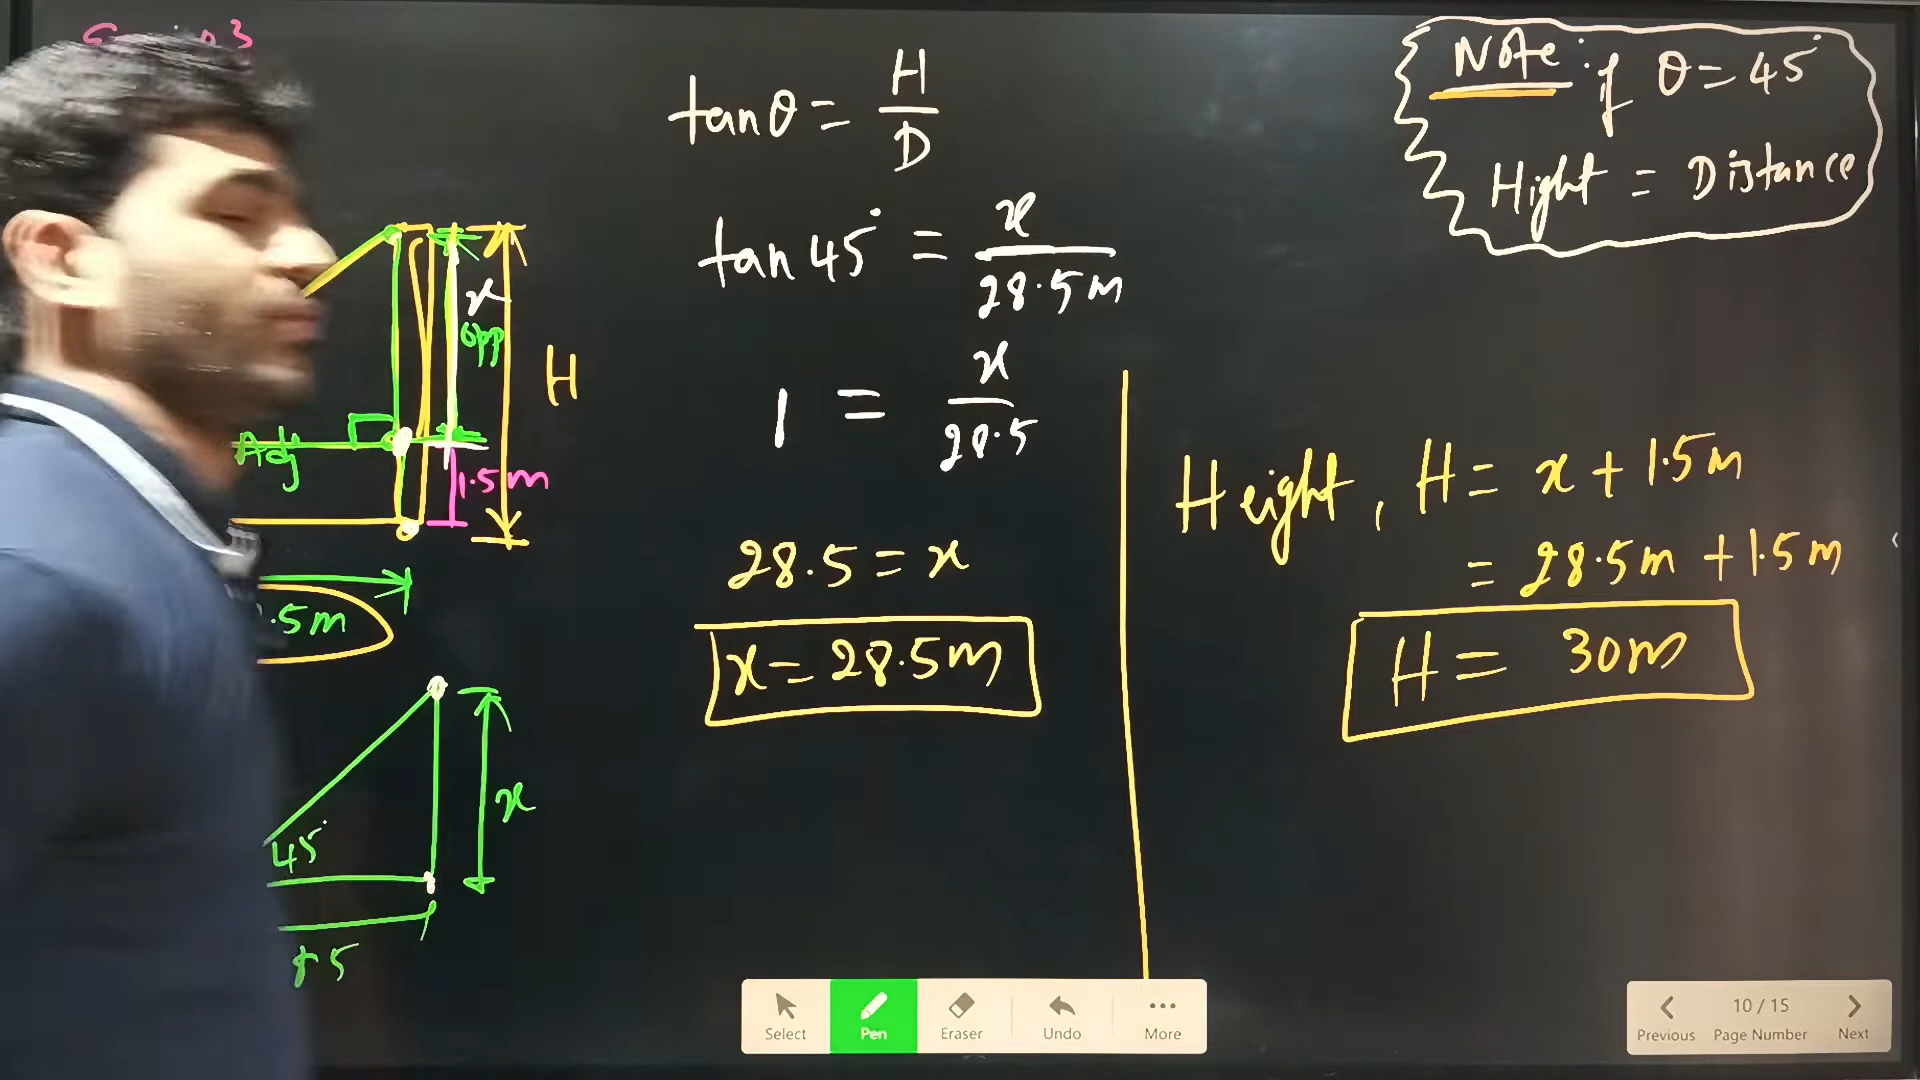 tanθ = H/D
tan 45° = x/28.5m
1 = x/28.5
28.5 = x
x = 28.5m
Note: if θ = 45°
Hight = Distance
Height, H = x + 1.5m
= 28.5m + 1.5m
H = 30m
x
opp
H
Adj
1.5m
.5m
x
45°
Select Pen Eraser Undo More
10 / 15
Previous Page Number Next